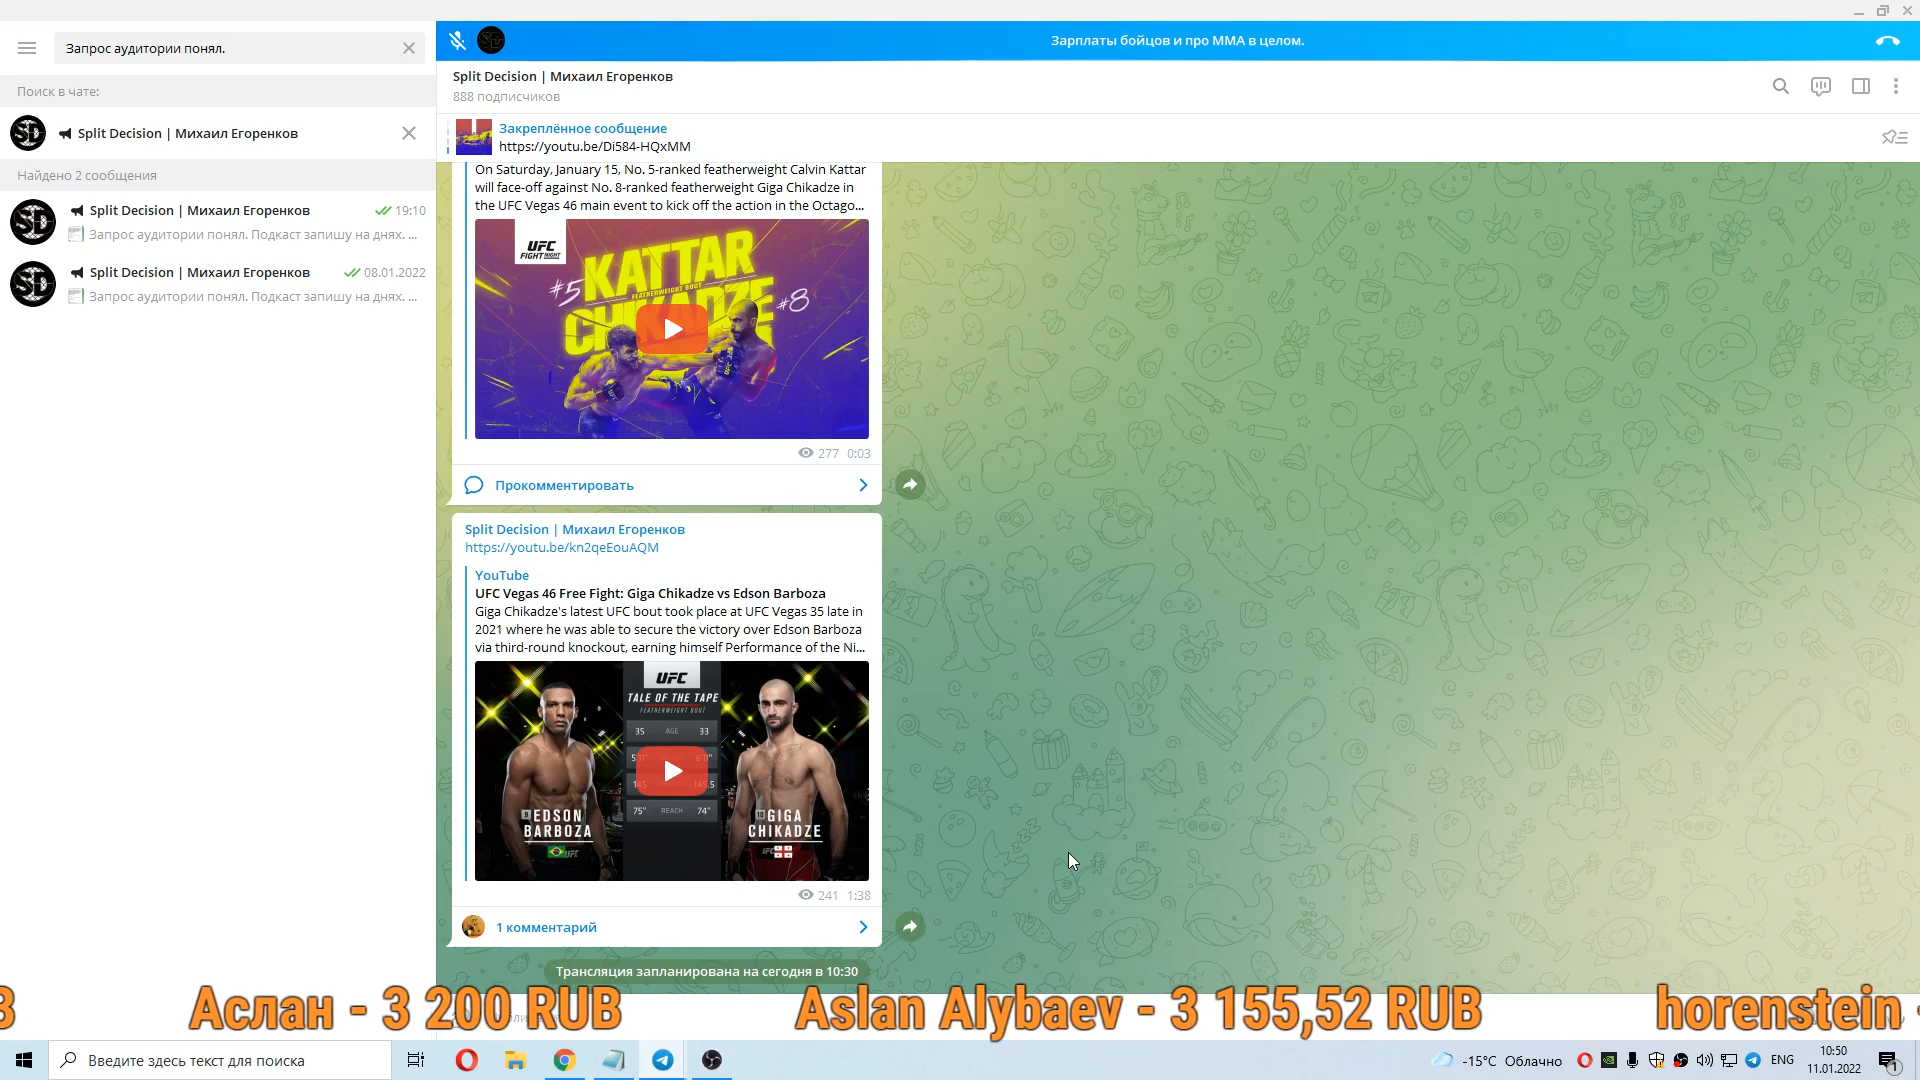 Запрос аудитории понял.
Поиск в чате:
Split Decision | Михаил Егоренков
Найдено 2 сообщения
Split Decision | Михаил Егоренков 19:10
Запрос аудитории понял. Подкаст запишу на днях. ...
Split Decision | Михаил Егоренков 08.01.2022
Запрос аудитории понял. Подкаст запишу на днях. ...
Зарплаты бойцов и про ММА в целом.
Split Decision | Михаил Егоренков
888 подписчиков
Закреплённое сообщение
https://youtu.be/Di584-HQxMM
On Saturday, January 15, No. 5-ranked featherweight Calvin Kattar
will face-off against No. 8-ranked featherweight Giga Chikadze in
the UFC Vegas 46 main event to kick off the action in the Octago...
UFC
FIGHT NIGHT
#5 KATTAR
FEATHERWEIGHT BOUT
CHIKADZE #8
277 0:03
Прокомментировать
Split Decision | Михаил Егоренков
https://youtu.be/kn2qeEouAQM
YouTube
UFC Vegas 46 Free Fight: Giga Chikadze vs Edson Barboza
Giga Chikadze's latest UFC bout took place at UFC Vegas 35 late in
2021 where he was able to secure the victory over Edson Barboza
via third-round knockout, earning himself Performance of the Ni...
UFC
TALE OF THE TAPE
FEATHERWEIGHT BOUT
35 AGE 33
75" REACH 74"
EDSON
BARBOZA
GIGA
CHIKADZE
241 1:38
1 комментарий
Трансляция запланирована на сегодня в 10:30
Аслан - 3 200 RUB Aslan Alybaev - 3 155,52 RUB horenstein -
Введите здесь текст для поиска
-15°C Облачно
ENG
10:50
11.01.2022
1